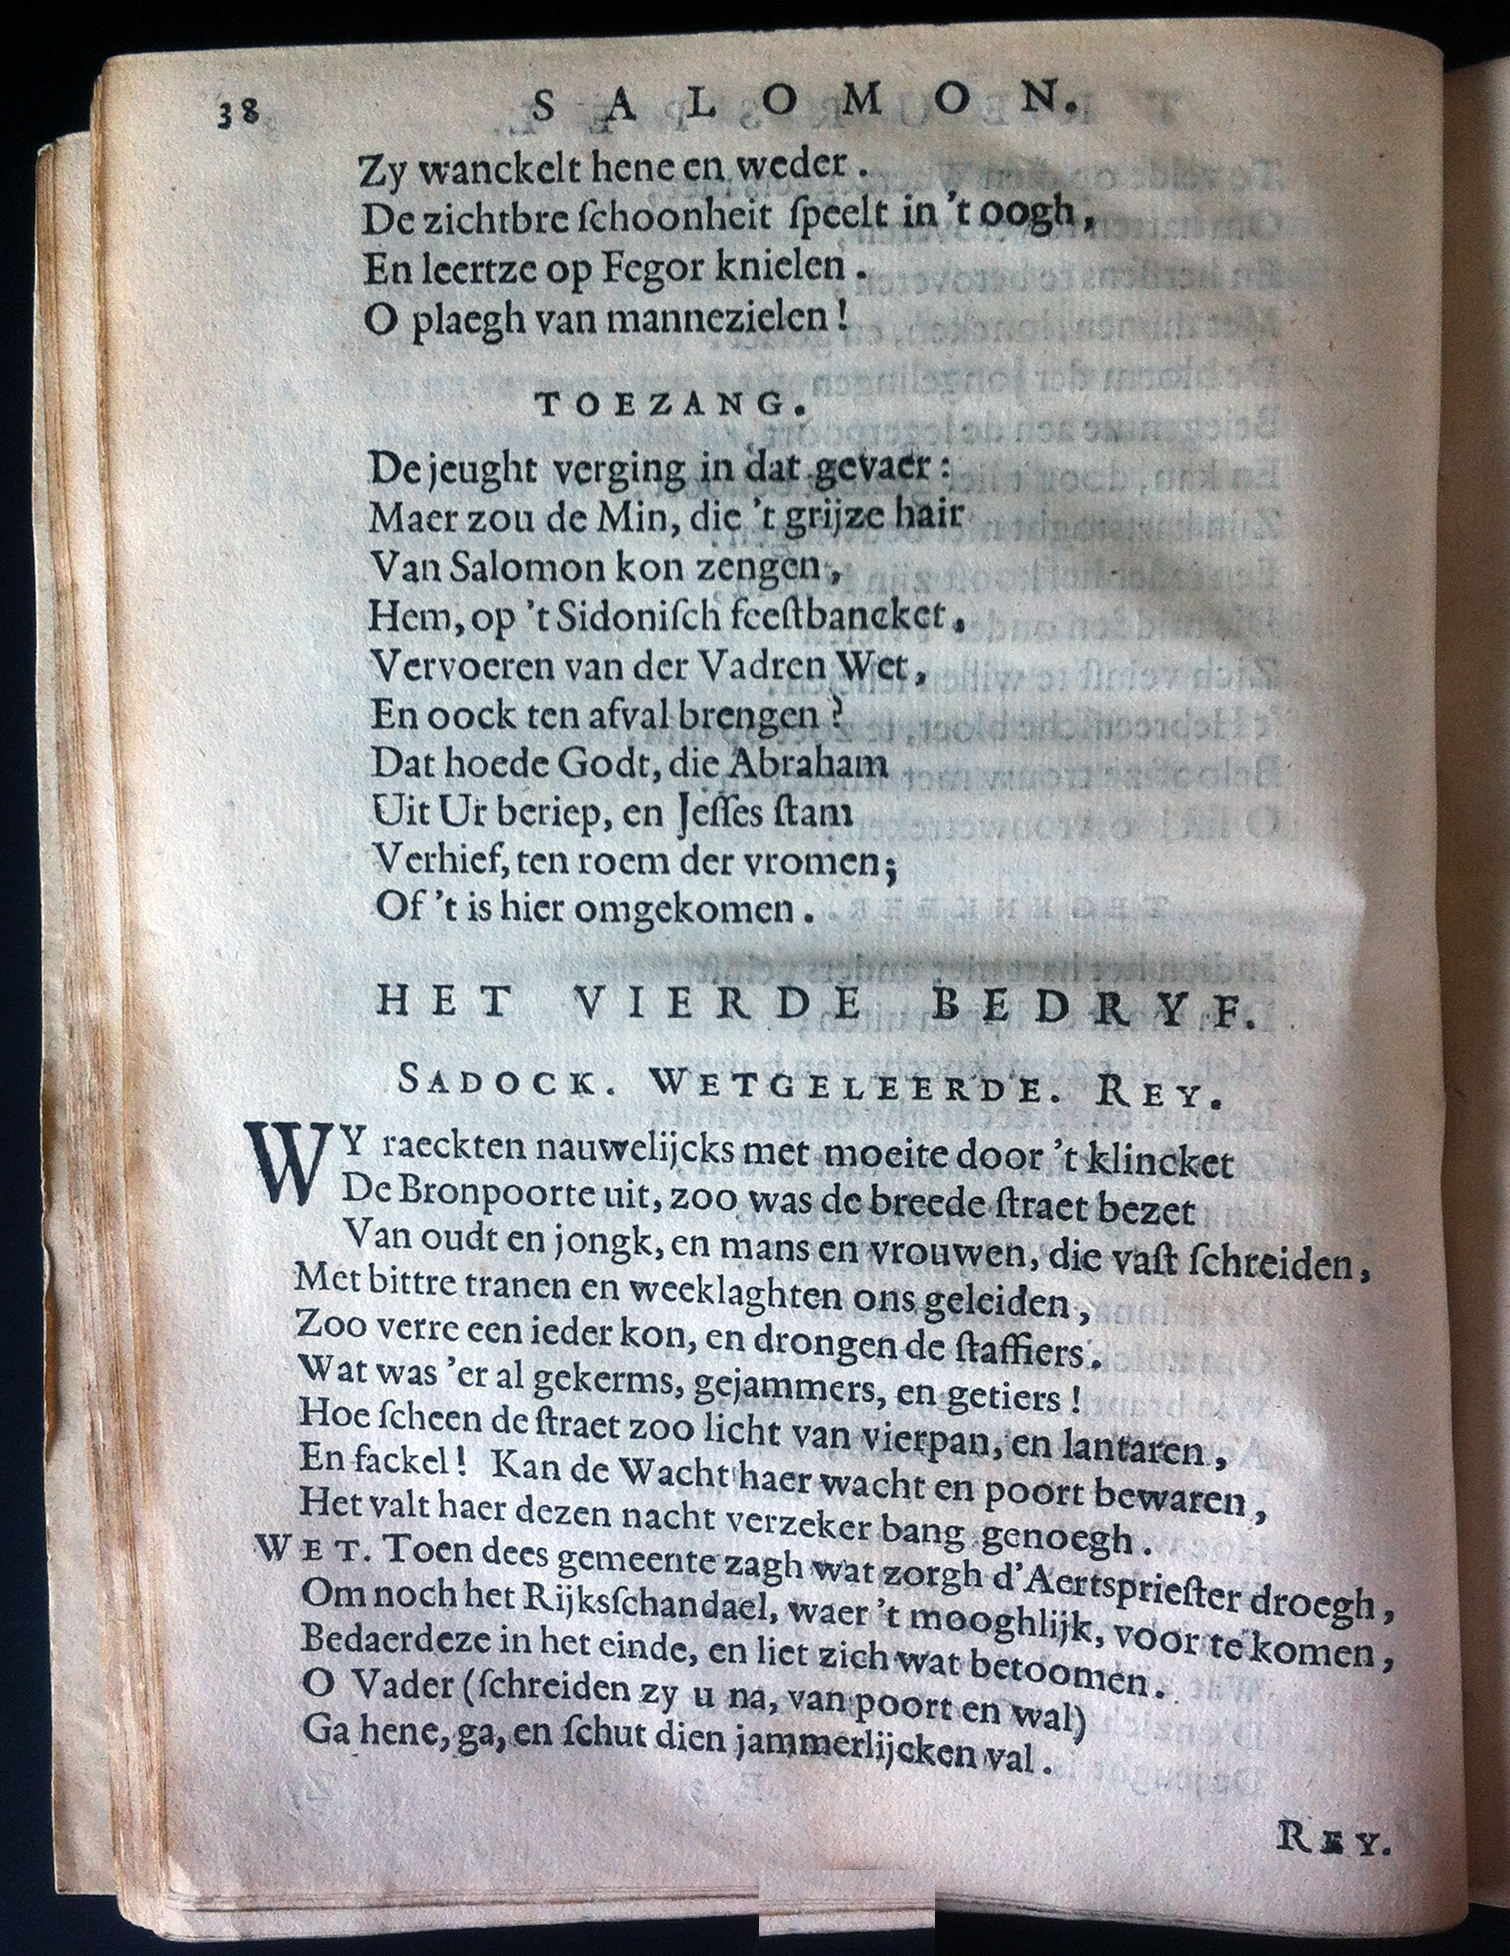 38 SALOMON.
Zy wanckelt hene en weder.
De zichtbre ſchoonheit ſpeelt in 't oogh,
En leertze op Fegor knielen.
O plaegh van mannezielen!
TOEZANG.
De jeught verging in dat gevaer:
Maer zou de Min, die 't grijze hair
Van Salomon kon zengen,
Hem, op 't Sidoniſch feeſtbancket,
Vervoeren van der Vadren Wet,
En oock ten afval brengen?
Dat hoede Godt, die Abraham
Uit Ur beriep, en Jeſſes ſtam
Verhief, ten roem der vromen;
Of 't is hier omgekomen.
HET VIERDE BEDRYF.
SADOCK. WETGELEERDE. REY.
WY raeckten nauwelijcks met moeite door 't klincket
De Bronpoorte uit, zoo was de breede ſtraet bezet
Van oudt en jongk, en mans en vrouwen, die vaſt ſchreiden,
Met bittre tranen en weeklaghten ons geleiden,
Zoo verre een ieder kon, en drongen de ſtaffiers.
Wat was 'er al gekerms, gejammers, en getiers!
Hoe ſcheen de ſtraet zoo licht van vierpan, en lantaren,
En fackel! Kan de Wacht haer wacht en poort bewaren,
Het valt haer dezen nacht verzeker bang genoegh.
WET. Toen dees gemeente zagh wat zorgh d'Aertsprieſter droegh,
Om noch het Rijksſchandael, waer 't mooghlijk, voor te komen,
Bedaerdeze in het einde, en liet zich wat betoomen.
O Vader (ſchreiden zy u na, van poort en wal)
Ga hene, ga, en ſchut dien jammerlijcken val.
REY.